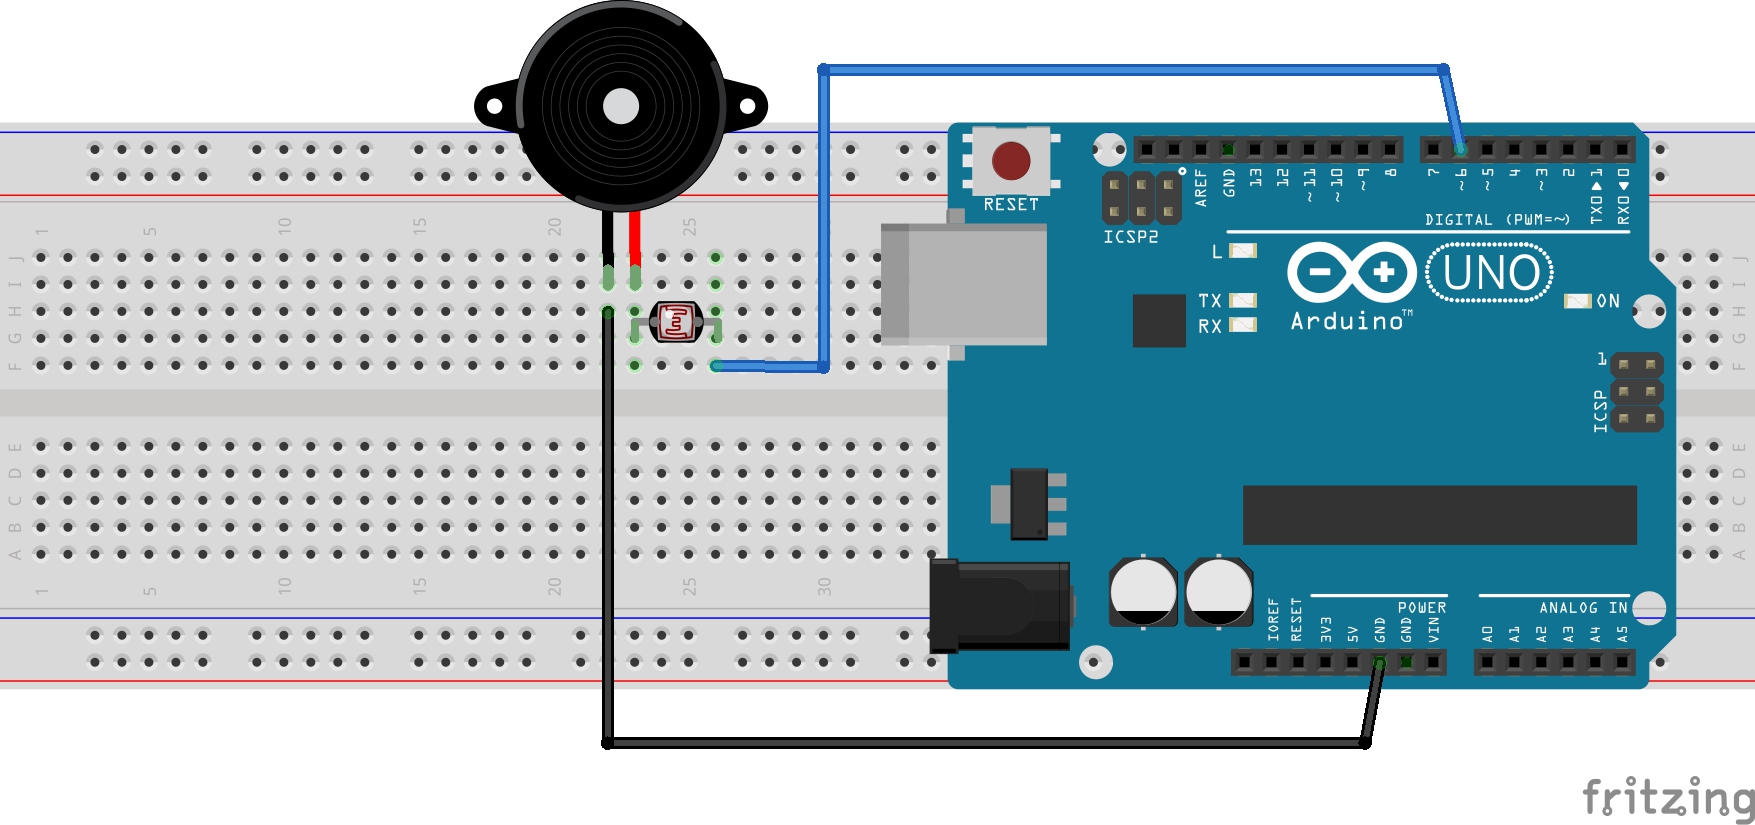 RESET
ICSP2
AREF
GND
13
12
~11
~10
~9
8
7
~6
~5
4
~3
2
TX0▶1
RX0◀0
DIGITAL (PWM=~)
1 5 10 15 20 25
J J
I I
H H
G G
F F
L
TX
RX
UNO
ON
Arduino™
1
ICSP
E E
D D
C C
B B
A A
1 5 10 15 20 25 30
IOREF
RESET
3V3
5V
GND
GND
VIN
POWER
ANALOG IN
A0
A1
A2
A3
A4
A5
fritzing